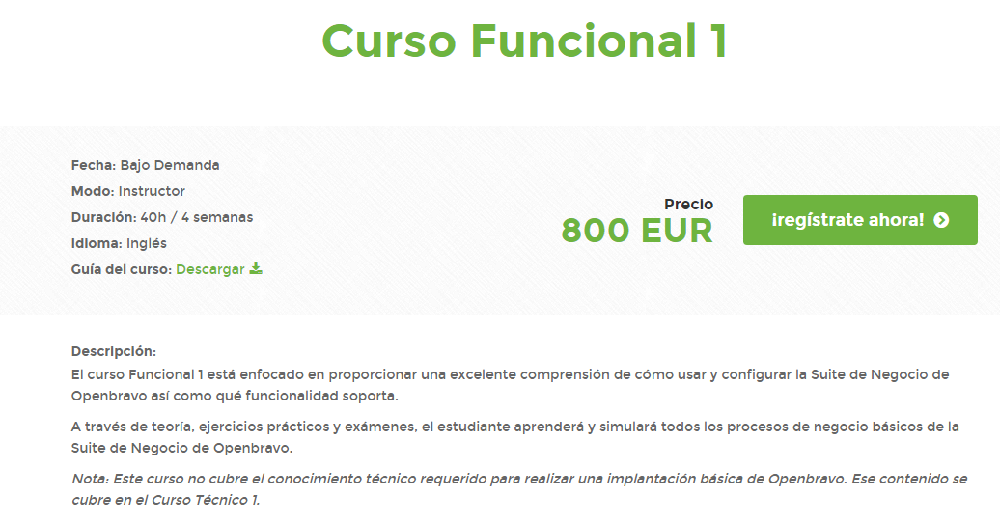 Curso Funcional 1
Fecha: Bajo Demanda
Modo: Instructor
Duración: 40h / 4 semanas
Idioma: Inglés
Guía del curso: Descargar
Precio
800 EUR
¡regístrate ahora!
Descripción:
El curso Funcional 1 está enfocado en proporcionar una excelente comprensión de cómo usar y configurar la Suite de Negocio de
Openbravo así como qué funcionalidad soporta.
A través de teoría, ejercicios prácticos y exámenes, el estudiante aprenderá y simulará todos los procesos de negocio básicos de la
Suite de Negocio de Openbravo.
Nota: Este curso no cubre el conocimiento técnico requerido para realizar una implantación básica de Openbravo. Ese contenido se
cubre en el Curso Técnico 1.